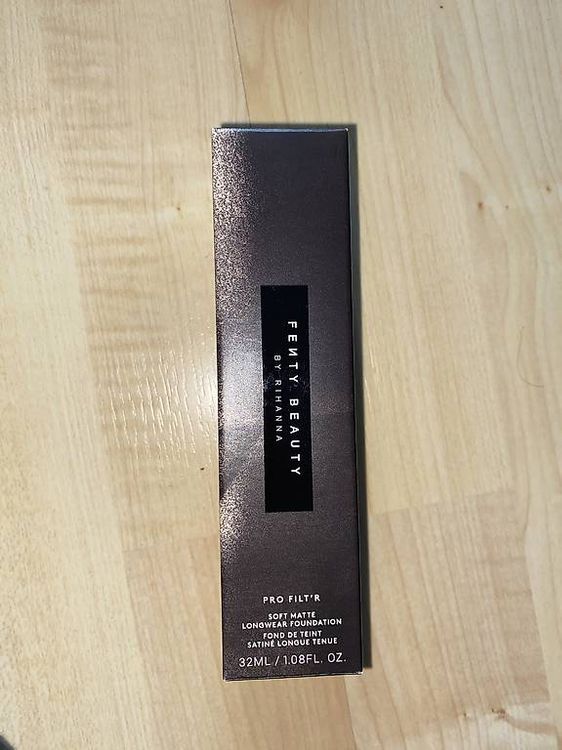 FEИTY BEAUTY
BY RIHANNA
PRO FILT'R
SOFT MATTE
LONGWEAR FOUNDATION
FOND DE TEINT
SATINÉ LONGUE TENUE
32ML / 1.08FL. OZ.